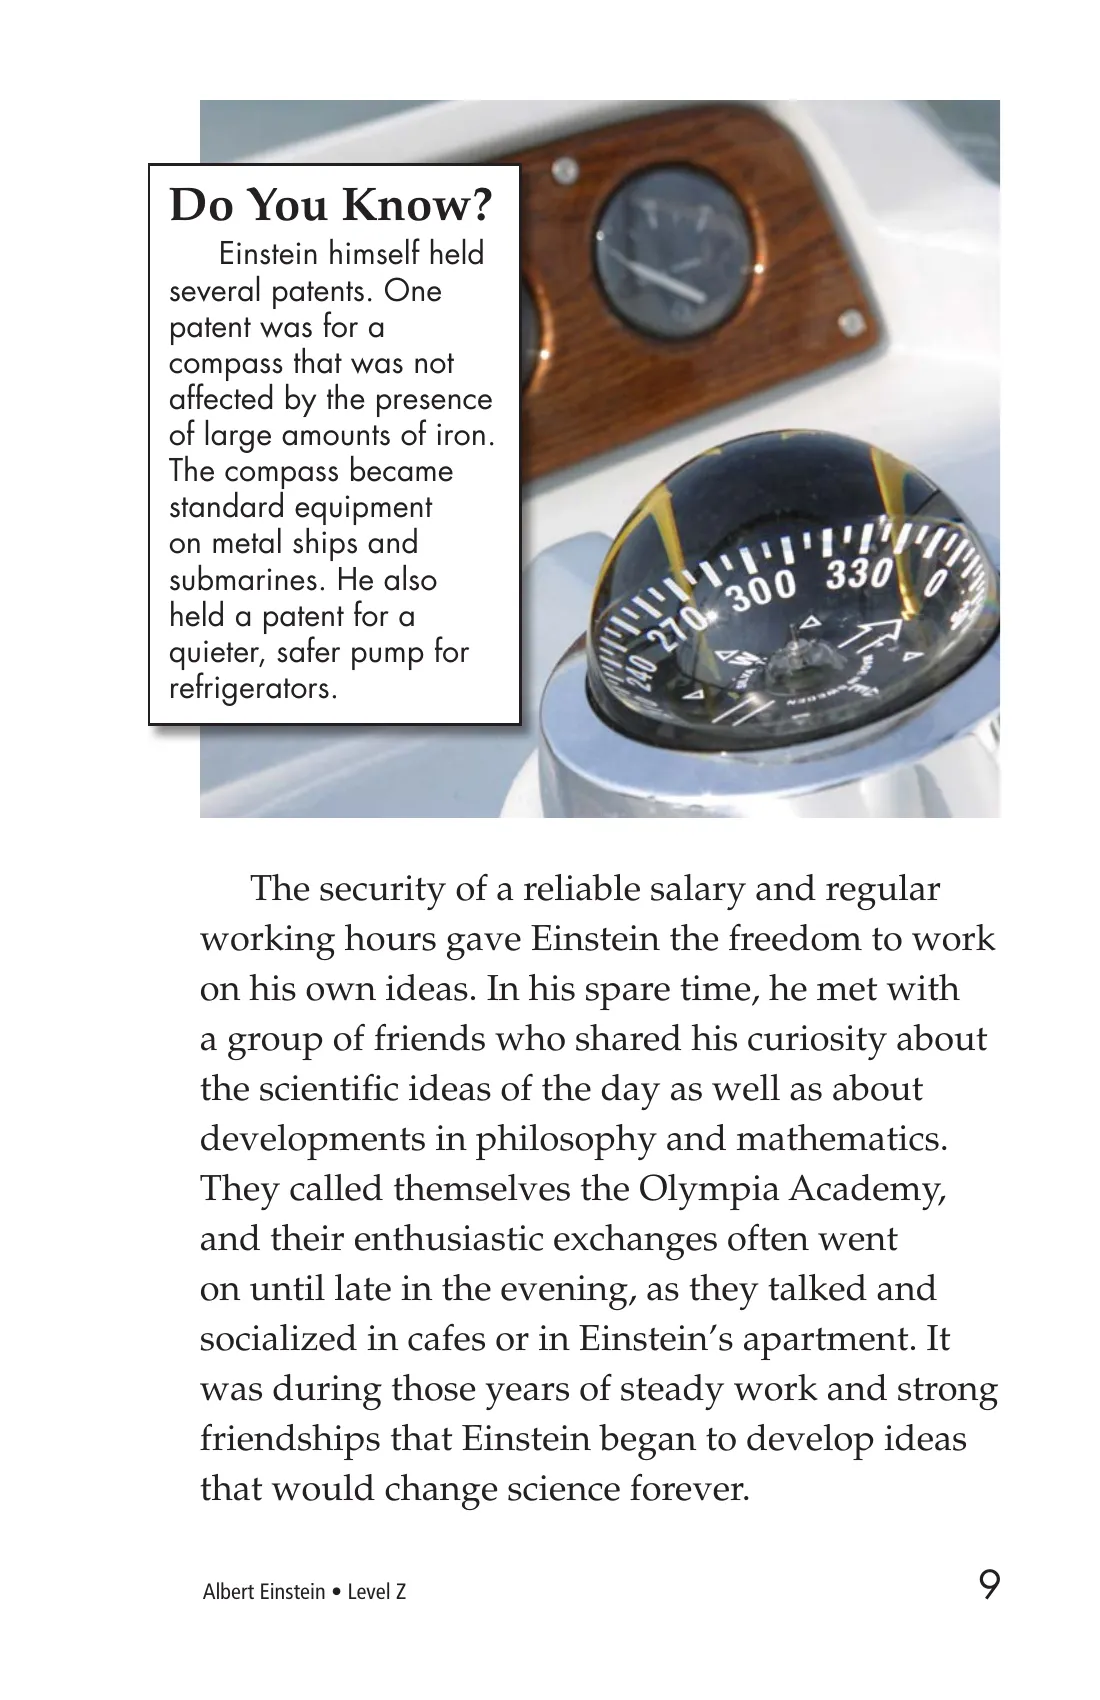 Do You Know?
Einstein himself held
several patents. One
patent was for a
compass that was not
affected by the presence
of large amounts of iron.
The compass became
standard equipment
on metal ships and
submarines. He also
held a patent for a
quieter, safer pump for
refrigerators.
240
270
300
330
0
W
SILVA
SWEDEN
The security of a reliable salary and regular
working hours gave Einstein the freedom to work
on his own ideas. In his spare time, he met with
a group of friends who shared his curiosity about
the scientific ideas of the day as well as about
developments in philosophy and mathematics.
They called themselves the Olympia Academy,
and their enthusiastic exchanges often went
on until late in the evening, as they talked and
socialized in cafes or in Einstein’s apartment. It
was during those years of steady work and strong
friendships that Einstein began to develop ideas
that would change science forever.
Albert Einstein • Level Z
9